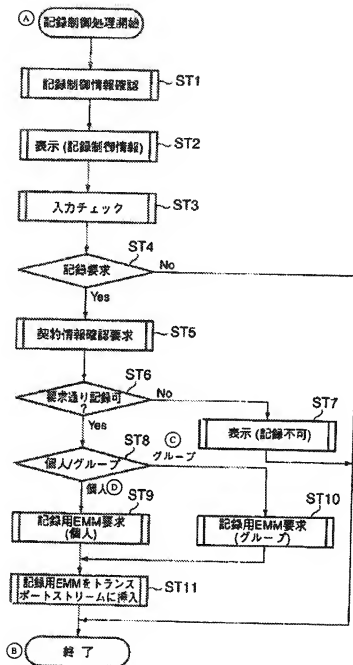 Ⓐ 記録制御処理開始
記録制御情報確認
ST1
表示 (記録制御情報)
ST2
入力チェック
ST3
ST4
記録要求
No
Yes
契約情報確認要求
ST5
ST6
要求通り記録可
?
No
Yes
ST7
表示 (記録不可)
ST8
個人/グループ
Ⓒ
グループ
個人 Ⓓ
ST9
記録用EMM要求
(個人)
ST10
記録用EMM要求
(グループ)
ST11
記録用EMMをトランス
ポートストリームに挿入
Ⓑ 終了